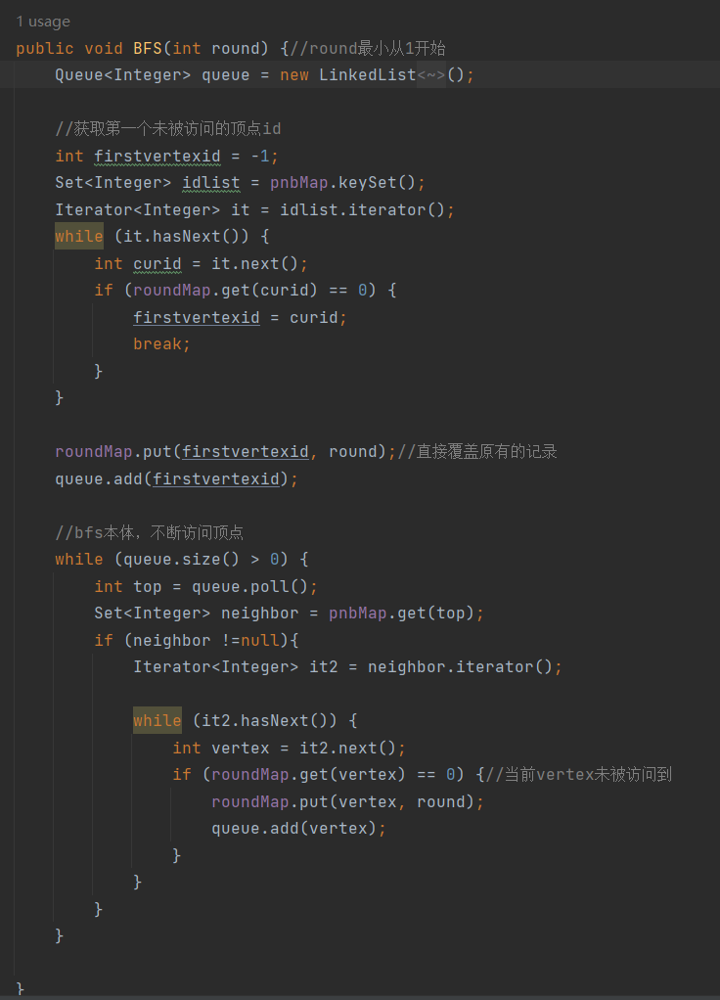 1 usage
public void BFS(int round) {//round最小从1开始
    Queue<Integer> queue = new LinkedList<~>();
    //获取第一个未被访问的顶点id
    int firstvertexid = -1;
    Set<Integer> idlist = pnbMap.keySet();
    Iterator<Integer> it = idlist.iterator();
    while (it.hasNext()) {
        int curid = it.next();
        if (roundMap.get(curid) == 0) {
            firstvertexid = curid;
            break;
        }
    }
    roundMap.put(firstvertexid, round);//直接覆盖原有的记录
    queue.add(firstvertexid);
    //bfs本体，不断访问顶点
    while (queue.size() > 0) {
        int top = queue.poll();
        Set<Integer> neighbor = pnbMap.get(top);
        if (neighbor !=null){
            Iterator<Integer> it2 = neighbor.iterator();
            while (it2.hasNext()) {
                int vertex = it2.next();
                if (roundMap.get(vertex) == 0) {//当前vertex未被访问到
                    roundMap.put(vertex, round);
                    queue.add(vertex);
                }
            }
        }
    }
}